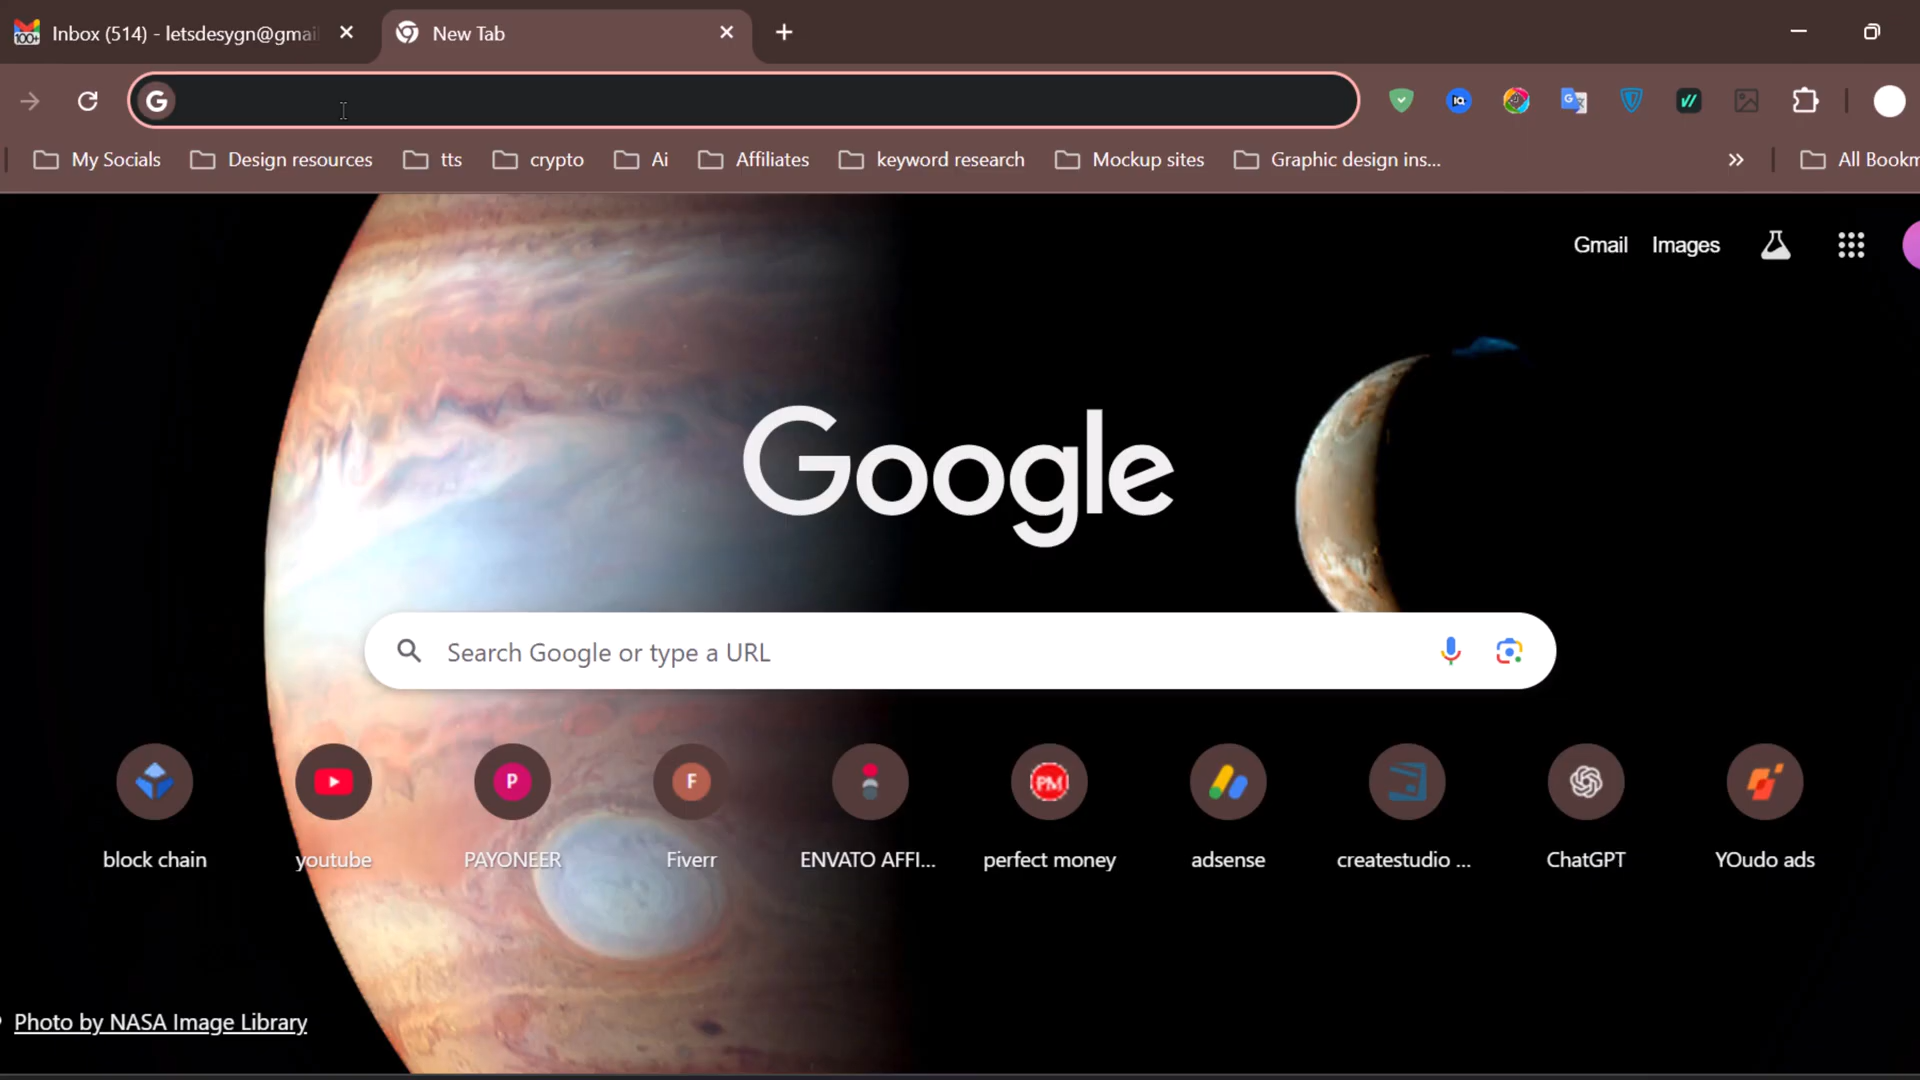 Inbox (514) - letsdesygn@gmail
New Tab
My Socials
Design resources
tts
crypto
Ai
Affiliates
keyword research
Mockup sites
Graphic design ins...
All Bookm
Gmail
Images
Google
Search Google or type a URL
block chain
youtube
PAYONEER
Fiverr
ENVATO AFFI...
perfect money
adsense
createstudio ...
ChatGPT
YOudo ads
Photo by NASA Image Library